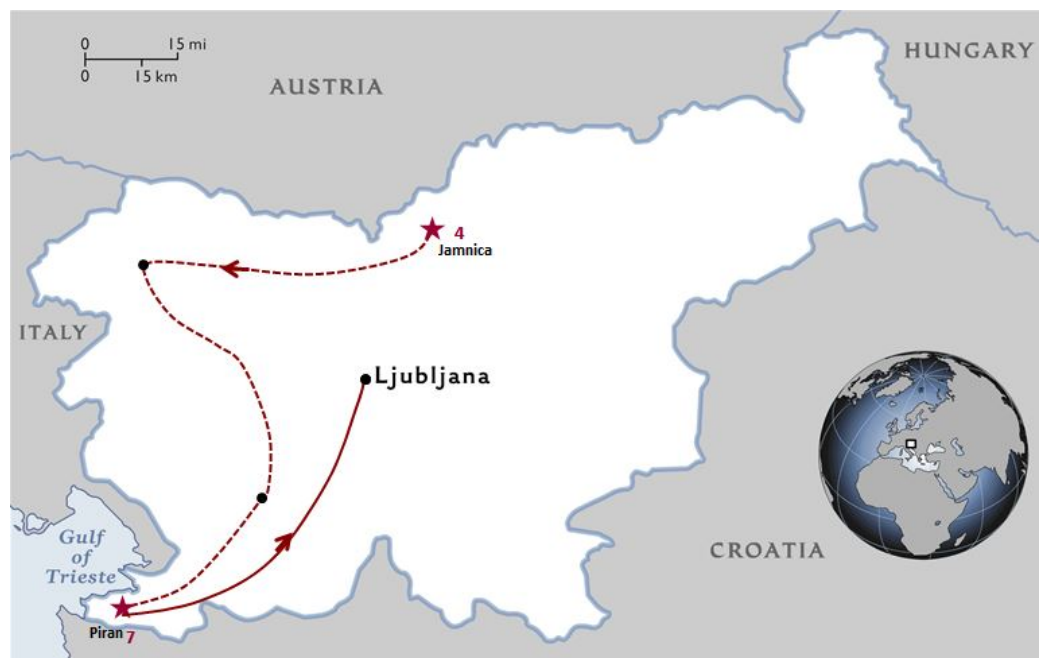 0 15 mi
0 15 km
AUSTRIA
HUNGARY
4
Jamnica
ITALY
Ljubljana
Gulf
of
Trieste
CROATIA
Piran 7